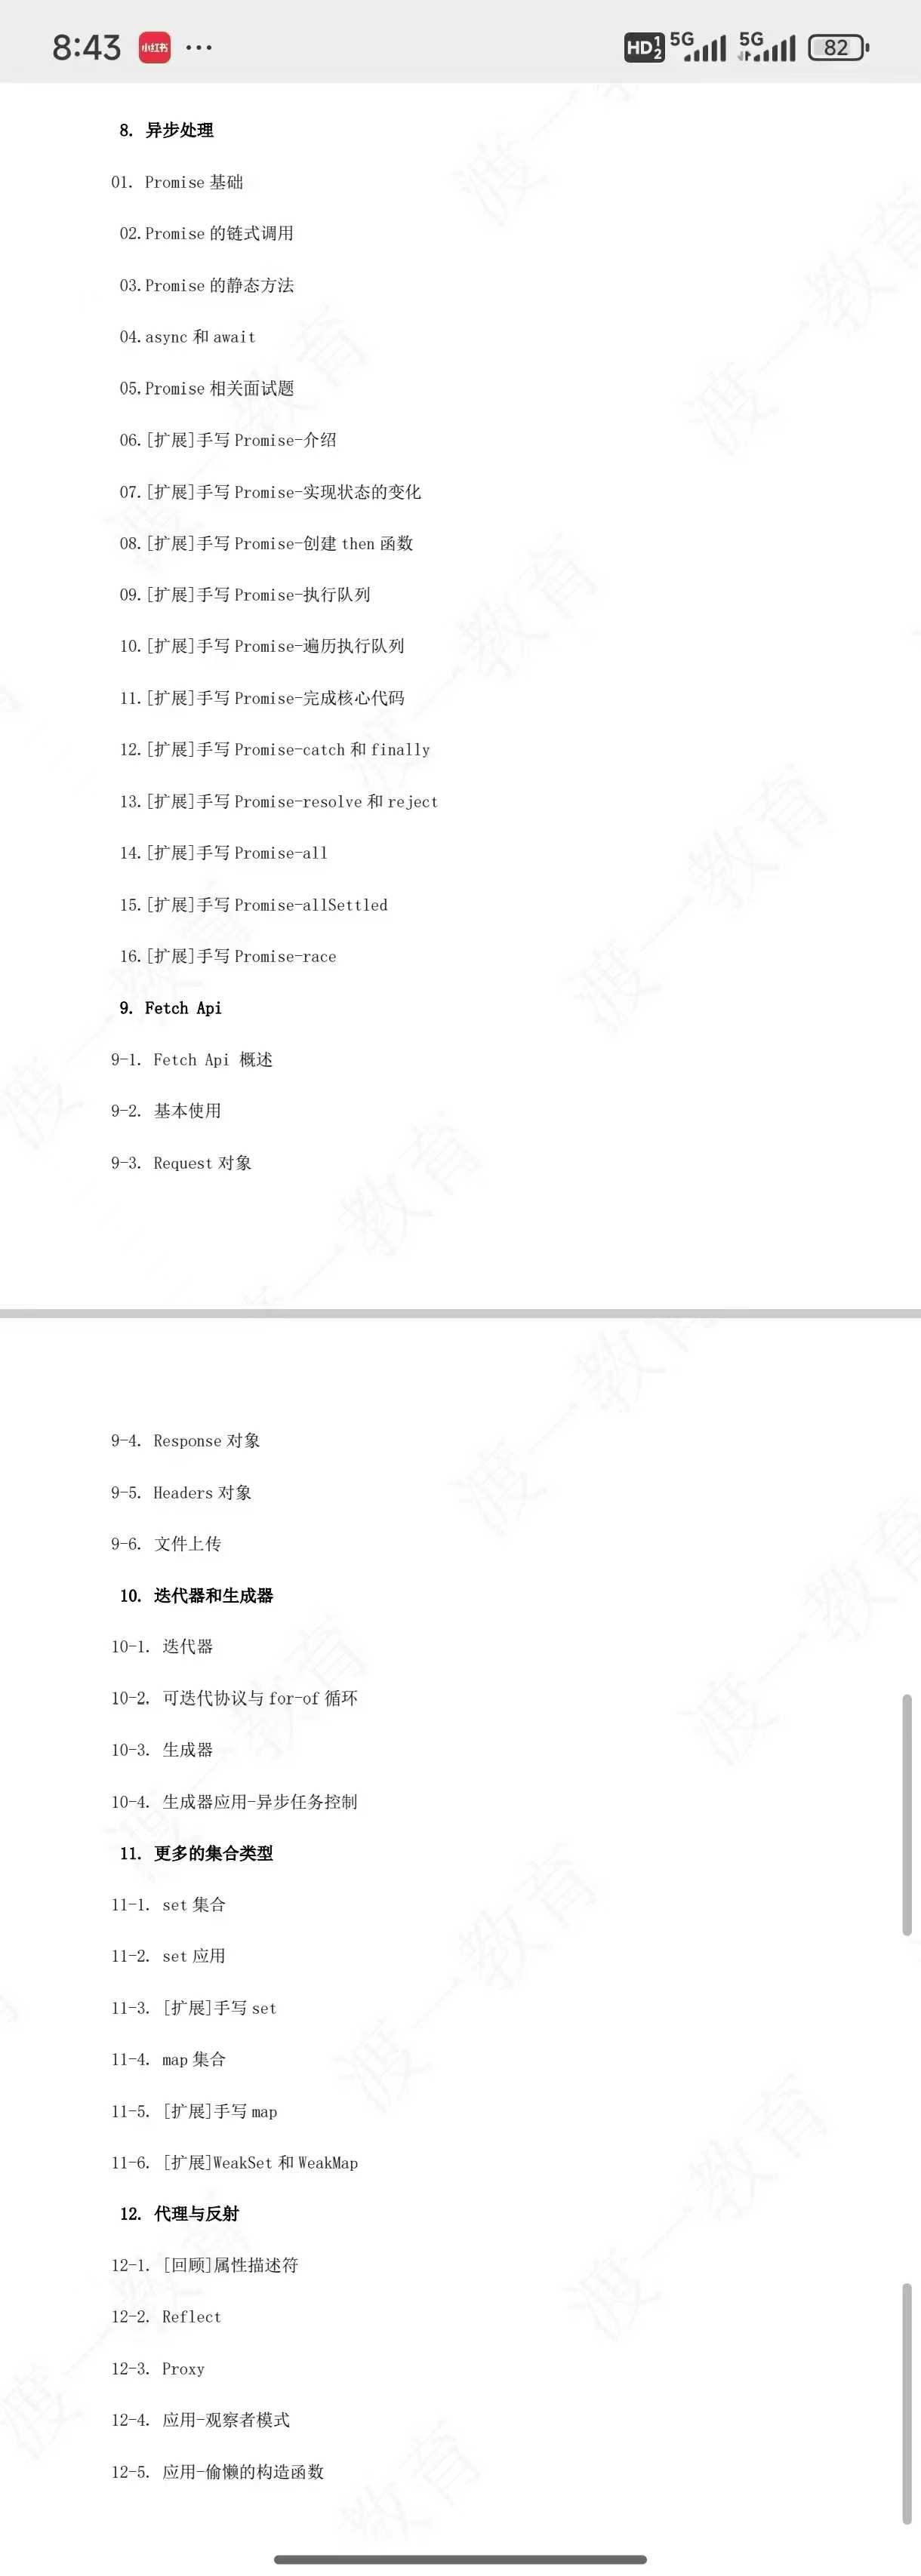 8:43 小红书 ...
HD 1 2 5G 5G 82
8. 异步处理
01. Promise 基础
02. Promise 的链式调用
03. Promise 的静态方法
04. async 和 await
05. Promise 相关面试题
06. [扩展]手写 Promise-介绍
07. [扩展]手写 Promise-实现状态的变化
08. [扩展]手写 Promise-创建 then 函数
09. [扩展]手写 Promise-执行队列
10. [扩展]手写 Promise-遍历执行队列
11. [扩展]手写 Promise-完成核心代码
12. [扩展]手写 Promise-catch 和 finally
13. [扩展]手写 Promise-resolve 和 reject
14. [扩展]手写 Promise-all
15. [扩展]手写 Promise-allSettled
16. [扩展]手写 Promise-race
9. Fetch Api
9-1. Fetch Api 概述
9-2. 基本使用
9-3. Request 对象
9-4. Response 对象
9-5. Headers 对象
9-6. 文件上传
10. 迭代器和生成器
10-1. 迭代器
10-2. 可迭代协议与 for-of 循环
10-3. 生成器
10-4. 生成器应用-异步任务控制
11. 更多的集合类型
11-1. set 集合
11-2. set 应用
11-3. [扩展]手写 set
11-4. map 集合
11-5. [扩展]手写 map
11-6. [扩展]WeakSet 和 WeakMap
12. 代理与反射
12-1. [回顾]属性描述符
12-2. Reflect
12-3. Proxy
12-4. 应用-观察者模式
12-5. 应用-偷懒的构造函数
渡一教育